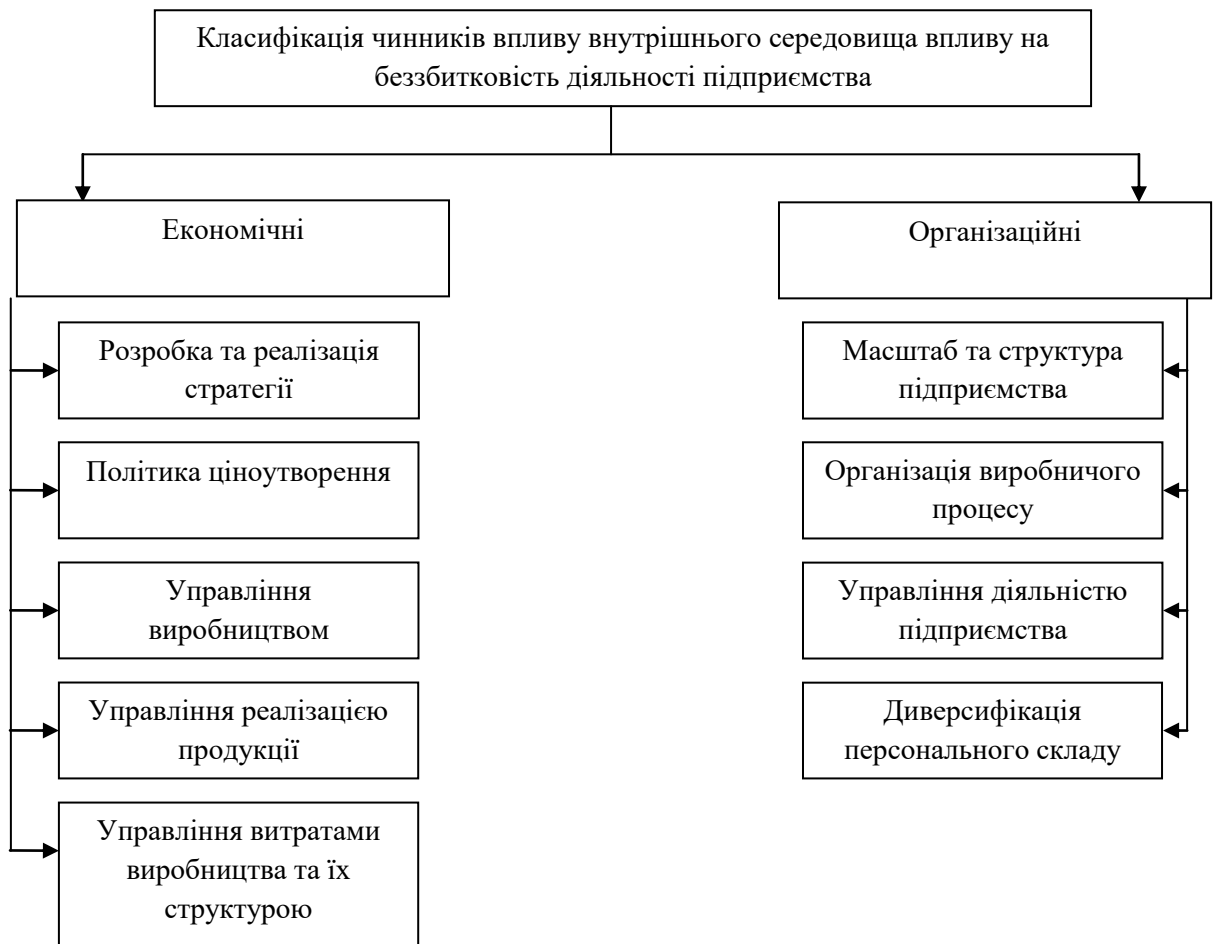 Класифікація чинників впливу внутрішнього середовища впливу на
беззбитковість діяльності підприємства
Економічні
Організаційні
Розробка та реалізація
стратегії
Політика ціноутворення
Управління
виробництвом
Управління реалізацією
продукції
Управління витратами
виробництва та їх
структурою
Масштаб та структура
підприємства
Організація виробничого
процесу
Управління діяльністю
підприємства
Диверсифікація
персонального складу